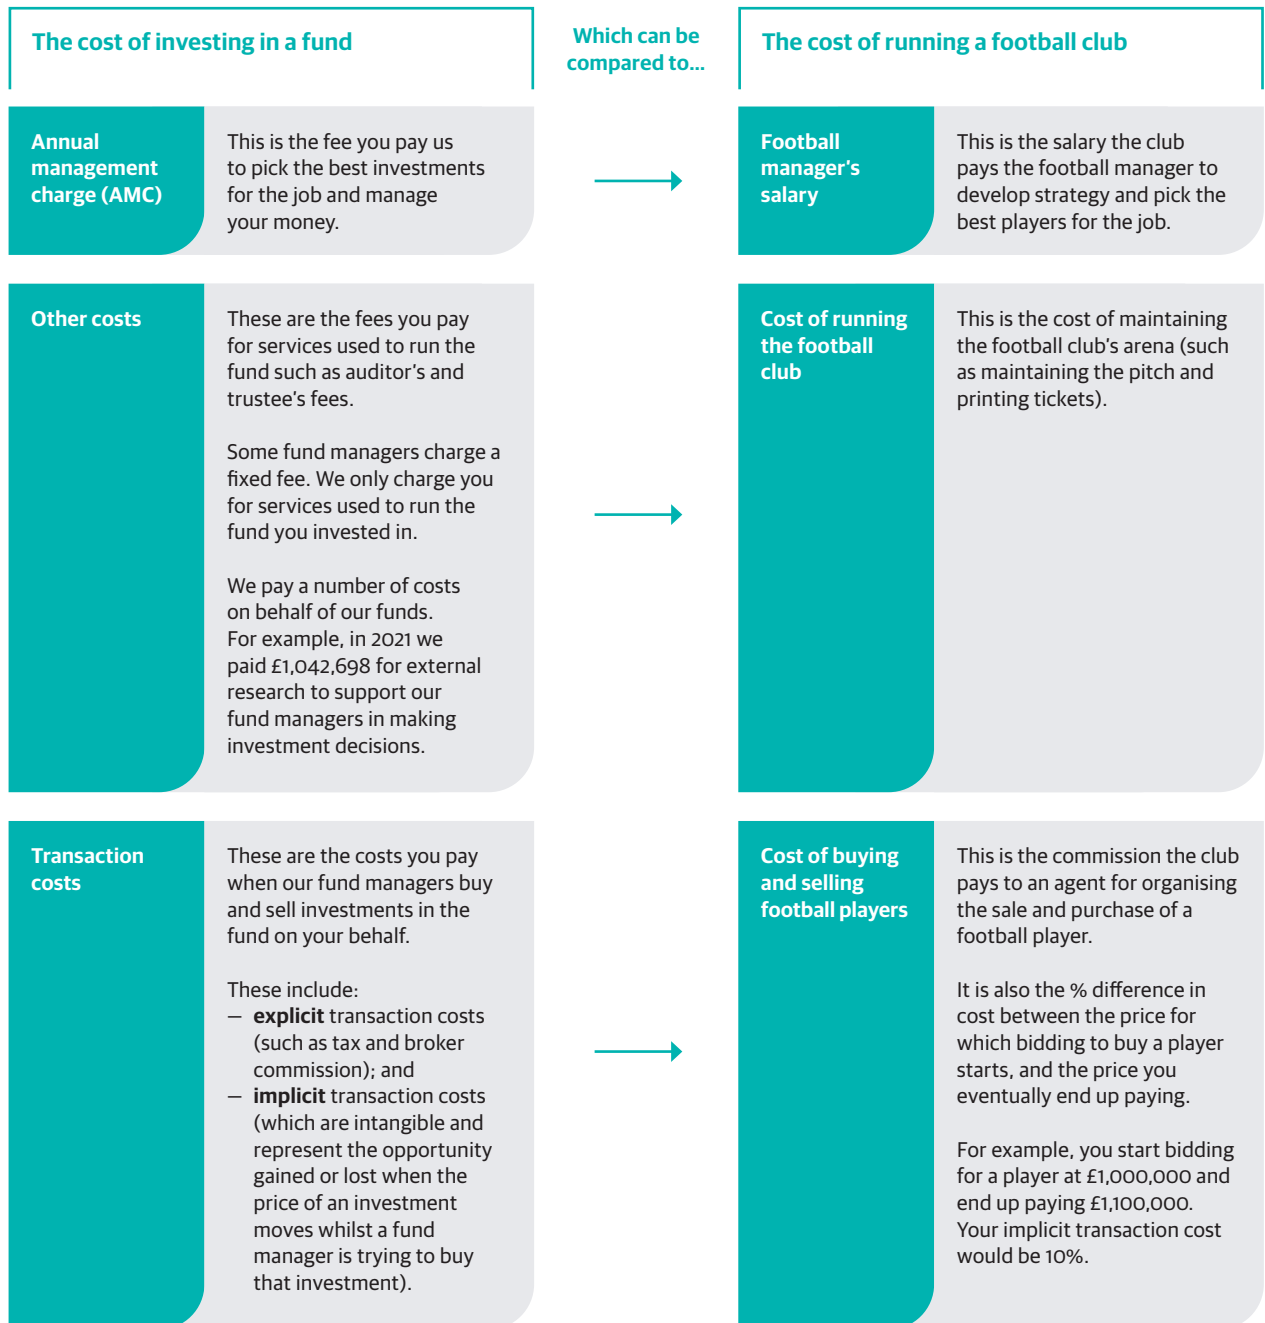 The cost of investing in a fund
Which can be
compared to...
The cost of running a football club
Annual
management
charge (AMC)
This is the fee you pay us
to pick the best investments
for the job and manage
your money.
Football
manager's
salary
This is the salary the club
pays the football manager to
develop strategy and pick the
best players for the job.
Other costs
These are the fees you pay
for services used to run the
fund such as auditor's and
trustee's fees.
Some fund managers charge a
fixed fee. We only charge you
for services used to run the
fund you invested in.
We pay a number of costs
on behalf of our funds.
For example, in 2021 we
paid £1,042,698 for external
research to support our
fund managers in making
investment decisions.
Cost of running
the football
club
This is the cost of maintaining
the football club's arena (such
as maintaining the pitch and
printing tickets).
Transaction
costs
These are the costs you pay
when our fund managers buy
and sell investments in the
fund on your behalf.
These include:
– explicit transaction costs
(such as tax and broker
commission); and
– implicit transaction costs
(which are intangible and
represent the opportunity
gained or lost when the
price of an investment
moves whilst a fund
manager is trying to buy
that investment).
Cost of buying
and selling
football players
This is the commission the club
pays to an agent for organising
the sale and purchase of a
football player.
It is also the % difference in
cost between the price for
which bidding to buy a player
starts, and the price you
eventually end up paying.
For example, you start bidding
for a player at £1,000,000 and
end up paying £1,100,000.
Your implicit transaction cost
would be 10%.